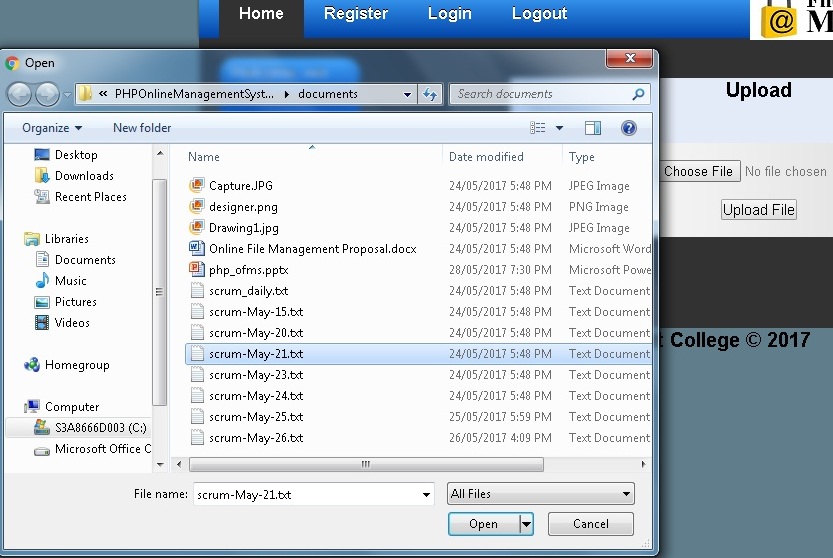 Home Register Login Logout
M
Open
« PHPOnlineManagementSyst... documents Search documents
Upload
Organize New folder
Name Date modified Type
Desktop
Downloads
Recent Places
Libraries
Documents
Music
Pictures
Videos
Homegroup
Computer
S3A8666D003 (C:)
Microsoft Office C
Capture.JPG 24/05/2017 5:48 PM JPEG Image
designer.png 24/05/2017 5:48 PM PNG Image
Drawing1.jpg 24/05/2017 5:48 PM JPEG Image
Online File Management Proposal.docx 24/05/2017 5:48 PM Microsoft Word
php_ofms.pptx 28/05/2017 7:30 PM Microsoft Powe
scrum_daily.txt 24/05/2017 5:48 PM Text Document
scrum-May-15.txt 24/05/2017 5:48 PM Text Document
scrum-May-20.txt 24/05/2017 5:48 PM Text Document
scrum-May-21.txt 24/05/2017 5:48 PM Text Document
scrum-May-23.txt 24/05/2017 5:48 PM Text Document
scrum-May-24.txt 24/05/2017 5:48 PM Text Document
scrum-May-25.txt 25/05/2017 5:59 PM Text Document
scrum-May-26.txt 26/05/2017 4:09 PM Text Document
Choose File No file chosen
Upload File
t College © 2017
File name: scrum-May-21.txt All Files
Open Cancel